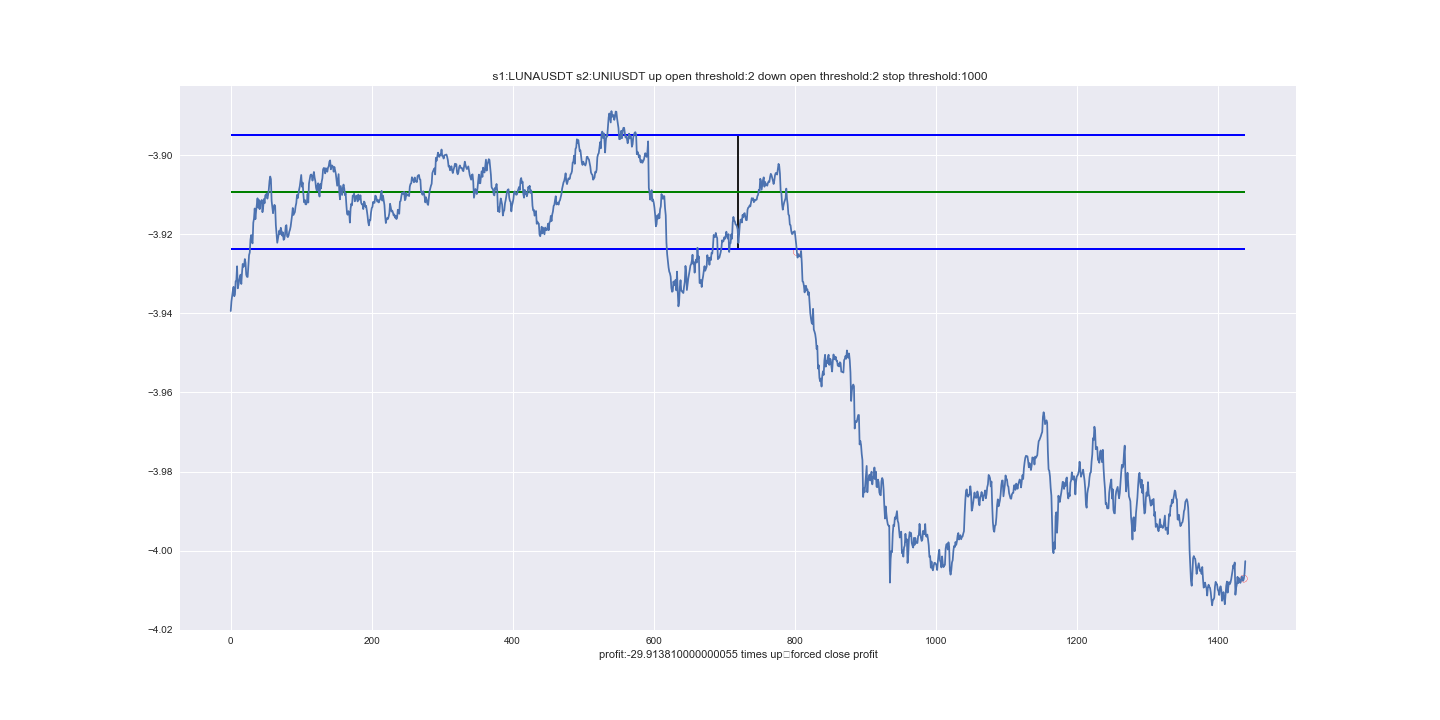 s1:LUNAUSDT s2:UNIUSDT up open threshold:2 down open threshold:2 stop threshold:1000
−3.90
−3.92
−3.94
−3.96
−3.98
−4.00
−4.02
0 200 400 600 800 1000 1200 1400
profit:-29.913810000000055 times up□forced close profit